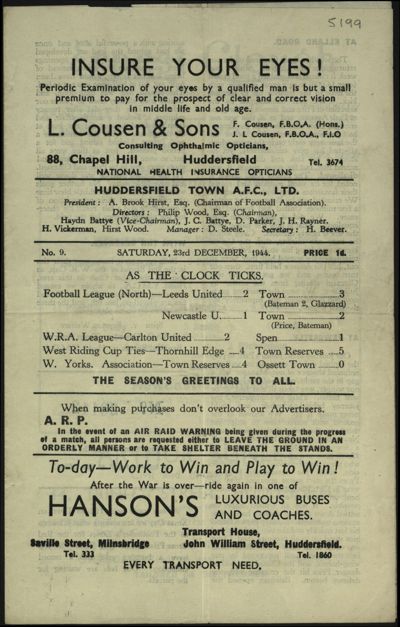 5199
INSURE YOUR EYES!
Periodic Examination of your eyes by a qualified man is but a small
premium to pay for the prospect of clear and correct vision
in middle life and old age.
L. Cousen & Sons F. Cousen, F.B.O.A. (Hons.)
J. L Cousen, F.B.O.A., F.I.O
Consulting Ophthalmic Opticians,
88, Chapel Hill, Huddersfield Tel. 3674
NATIONAL HEALTH INSURANCE OPTICIANS
HUDDERSFIELD TOWN A.F.C., LTD.
President: A. Brook Hirst, Esq. (Chairman of Football Association).
Directors: Philip Wood, Esq. (Chairman),
Haydn Battye (Vice-Chairman), J. C. Battye, D. Parker, J. H. Rayner.
H. Vickerman, Hirst Wood. Manager: D. Steele. Secretary: H. Beever.
No. 9. SATURDAY, 23rd DECEMBER, 1944. PRICE 1d.
AS THE CLOCK TICKS.
Football League (North)—Leeds United........2 Town ....................3
(Bateman 2, Glazzard)
Newcastle U.......1 Town ....................2
(Price, Bateman)
W.R.A. League—Carlton United 2 Spen ....................1
West Riding Cup Ties—Thornhill Edge ....4 Town Reserves ....5
W. Yorks. Association—Town Reserves....4 Ossett Town ........0
THE SEASON'S GREETINGS TO ALL.
When making purchases don't overlook our Advertisers.
A. R. P.
In the event of an AIR RAID WARNING being given during the progress
of a match, all persons are requested either to LEAVE THE GROUND IN AN
ORDERLY MANNER or to TAKE SHELTER BENEATH THE STANDS.
To-day—Work to Win and Play to Win!
After the War is over—ride again in one of
HANSON'S LUXURIOUS BUSES
AND COACHES.
Transport House,
Saville Street, Milnsbridge John William Street, Huddersfield.
Tel. 333 Tel. 1860
EVERY TRANSPORT NEED.